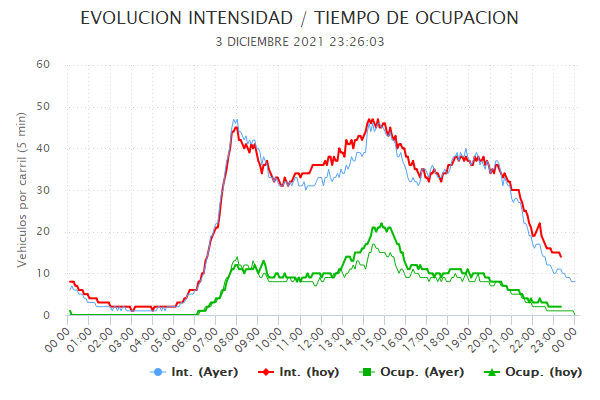 EVOLUCION INTENSIDAD / TIEMPO DE OCUPACION
3 DICIEMBRE 2021 23:26:03
Vehiculos por carril (5 min)
60
50
40
30
20
10
0
00:00 01:00 02:00 03:00 04:00 05:00 06:00 07:00 08:00 09:00 10:00 11:00 12:00 13:00 14:00 15:00 16:00 17:00 18:00 19:00 20:00 21:00 22:00 23:00 00:00
Int. (Ayer) Int. (hoy) Ocup. (Ayer) Ocup. (hoy)